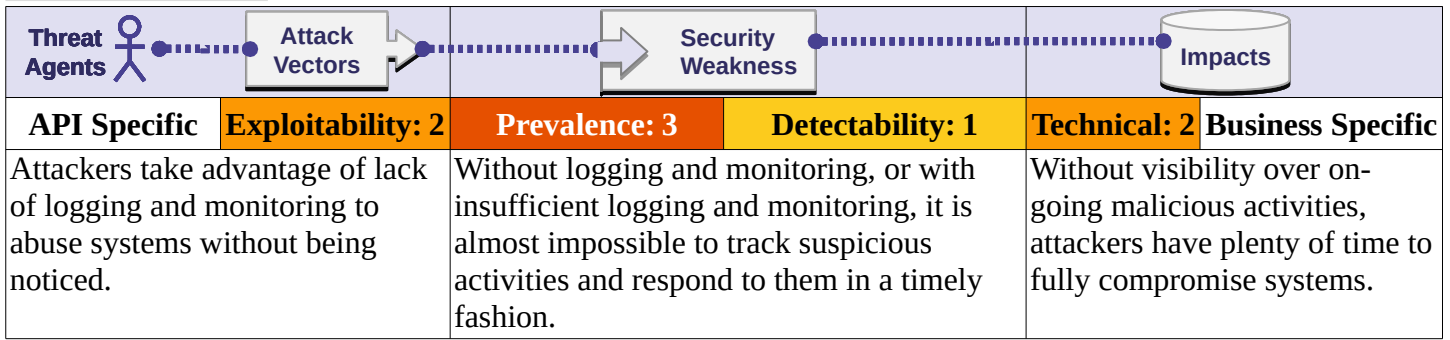 Threat
Agents
Attack
Vectors
Security
Weakness
Impacts
API Specific
Exploitability: 2
Prevalence: 3
Detectability: 1
Technical: 2
Business Specific
Attackers take advantage of lack
of logging and monitoring to
abuse systems without being
noticed.
Without logging and monitoring, or with
insufficient logging and monitoring, it is
almost impossible to track suspicious
activities and respond to them in a timely
fashion.
Without visibility over on-
going malicious activities,
attackers have plenty of time to
fully compromise systems.